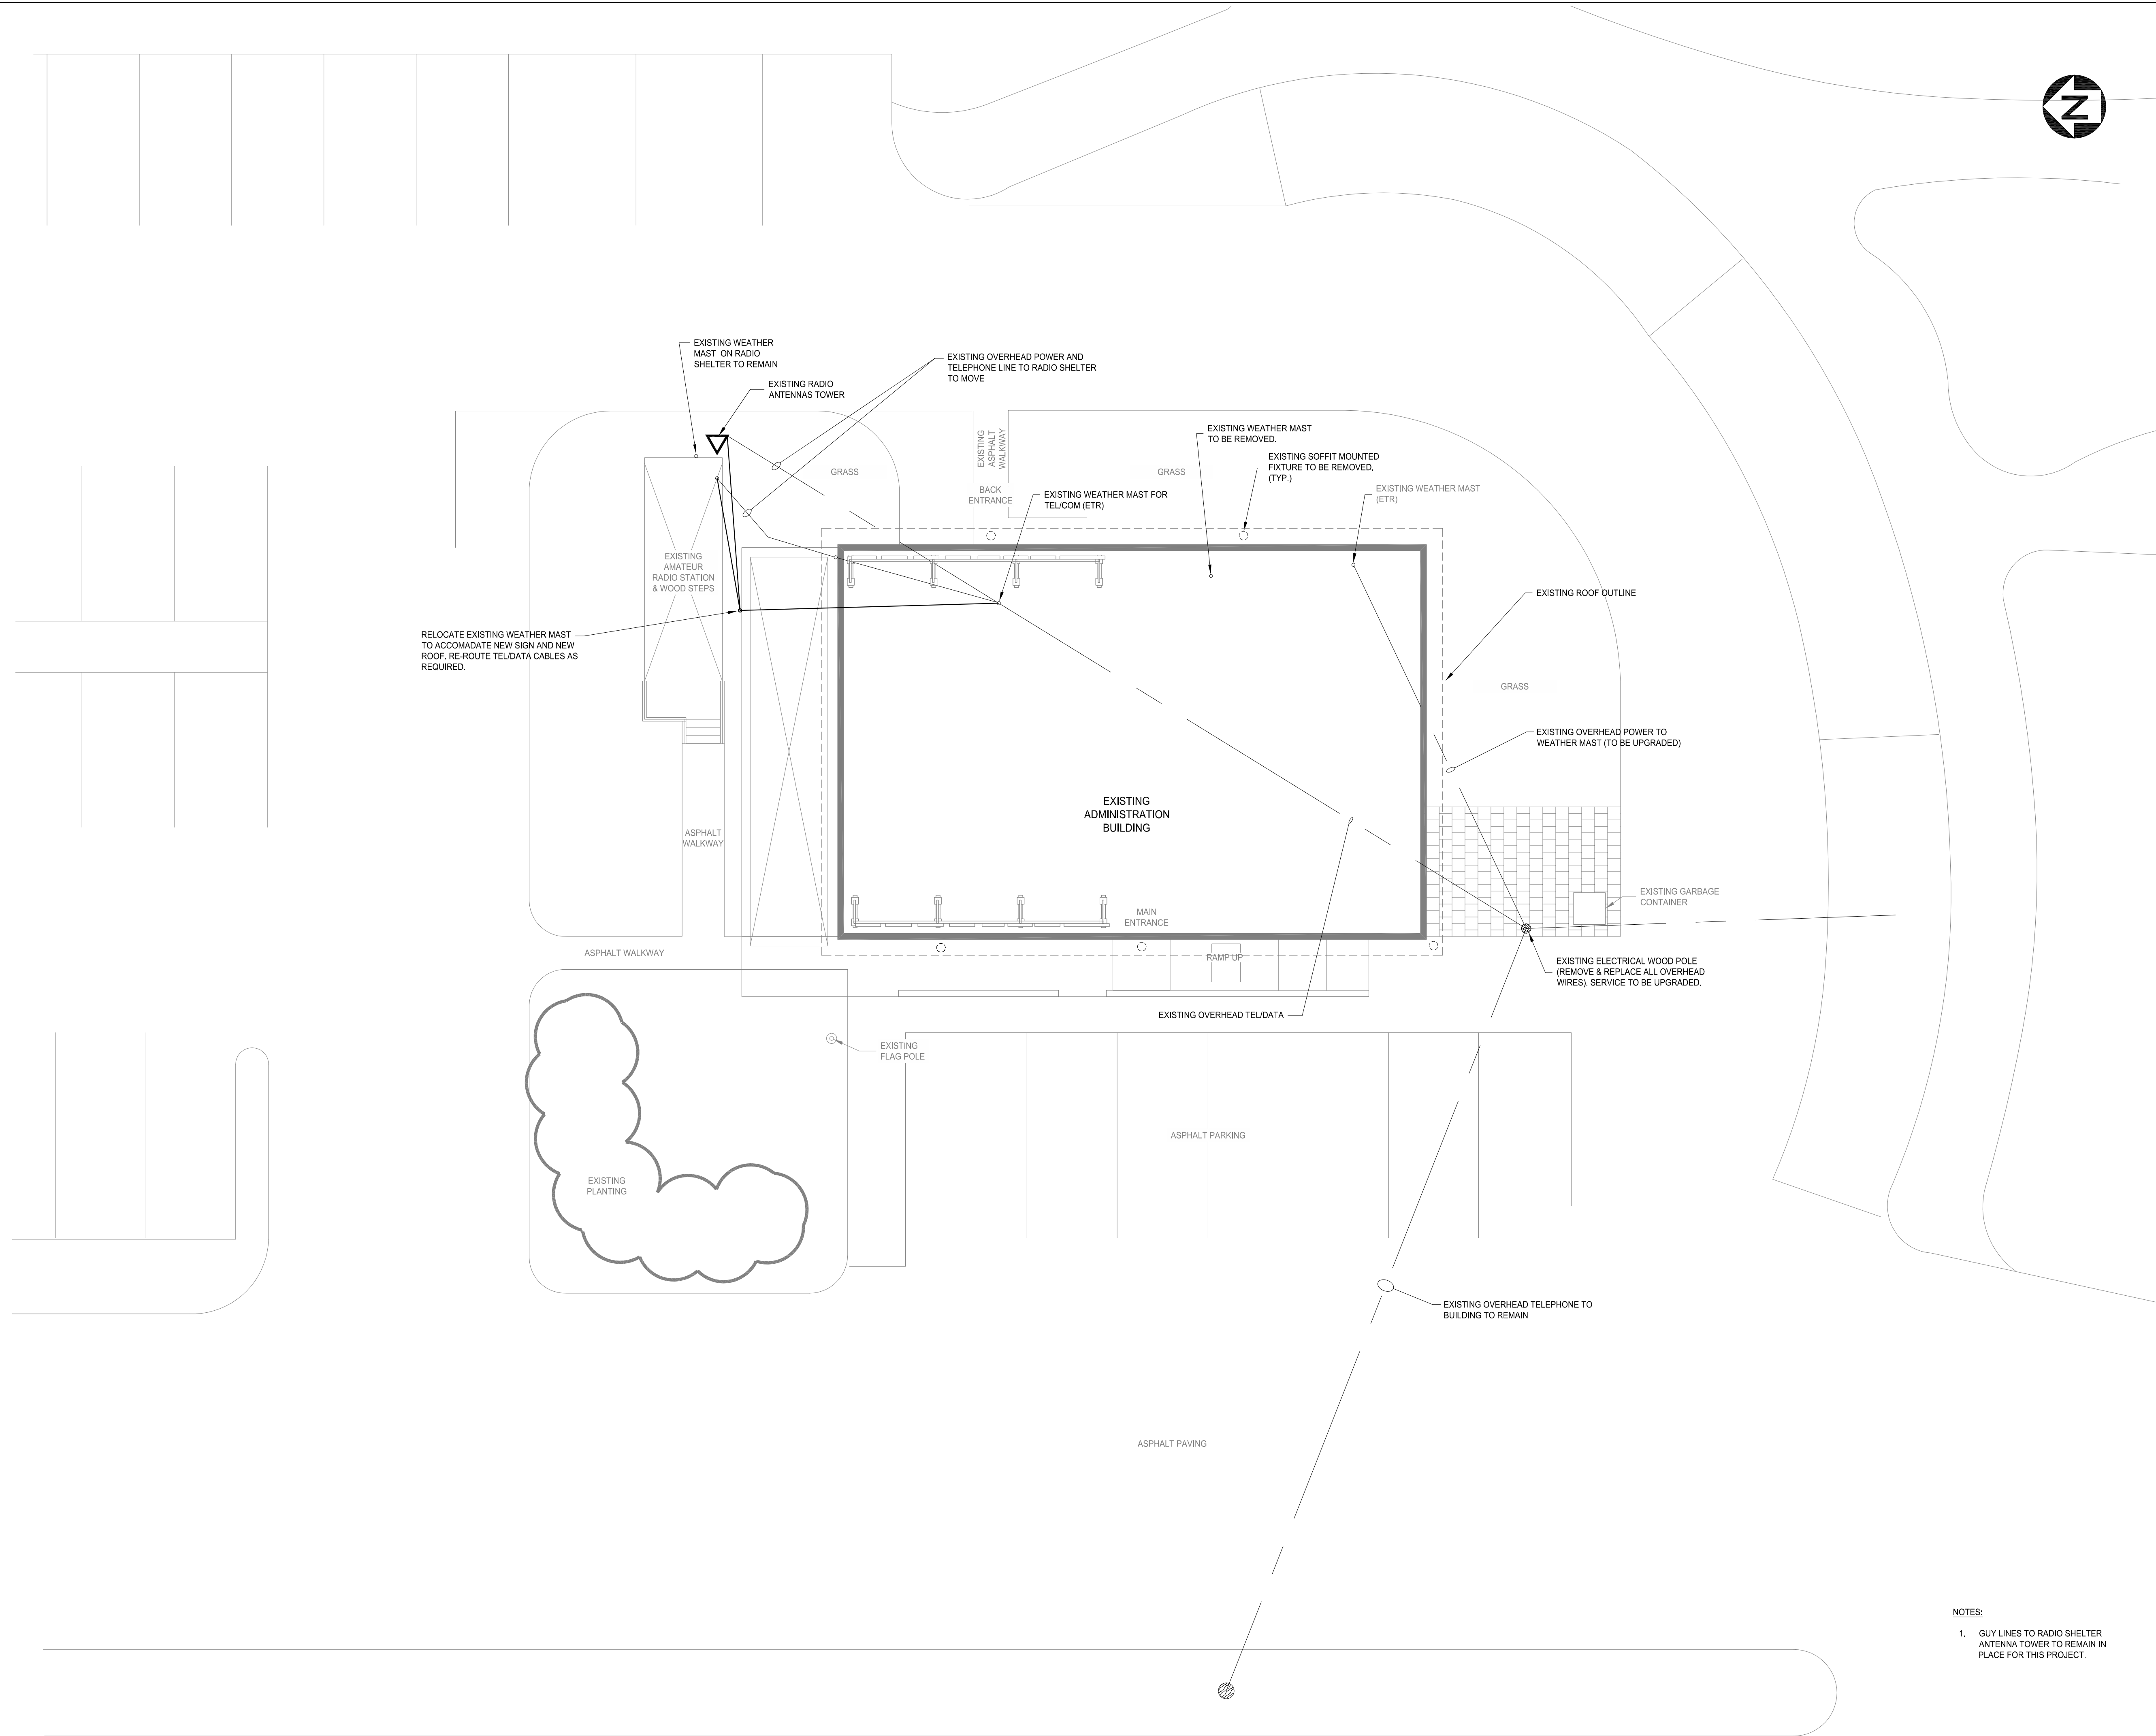 N
EXISTING WEATHER
MAST ON RADIO
SHELTER TO REMAIN
EXISTING OVERHEAD POWER AND
TELEPHONE LINE TO RADIO SHELTER
TO MOVE
EXISTING RADIO
ANTENNAS TOWER
GRASS
EXISTING
ASPHALT
WALKWAY
BACK
ENTRANCE
EXISTING WEATHER MAST FOR
TEL/COM (ETR)
GRASS
EXISTING WEATHER MAST
TO BE REMOVED.
EXISTING SOFFIT MOUNTED
FIXTURE TO BE REMOVED.
(TYP.)
EXISTING WEATHER MAST
(ETR)
EXISTING
AMATEUR
RADIO STATION
& WOOD STEPS
EXISTING ROOF OUTLINE
RELOCATE EXISTING WEATHER MAST
TO ACCOMADATE NEW SIGN AND NEW
ROOF. RE-ROUTE TEL/DATA CABLES AS
REQUIRED.
GRASS
EXISTING OVERHEAD POWER TO
WEATHER MAST (TO BE UPGRADED)
EXISTING
ADMINISTRATION
BUILDING
ASPHALT
WALKWAY
EXISTING GARBAGE
CONTAINER
MAIN
ENTRANCE
ASPHALT WALKWAY
RAMP UP
EXISTING ELECTRICAL WOOD POLE
(REMOVE & REPLACE ALL OVERHEAD
WIRES). SERVICE TO BE UPGRADED.
EXISTING OVERHEAD TEL/DATA
EXISTING
FLAG POLE
ASPHALT PARKING
EXISTING
PLANTING
EXISTING OVERHEAD TELEPHONE TO
BUILDING TO REMAIN
ASPHALT PAVING
NOTES:
1. GUY LINES TO RADIO SHELTER
ANTENNA TOWER TO REMAIN IN
PLACE FOR THIS PROJECT.